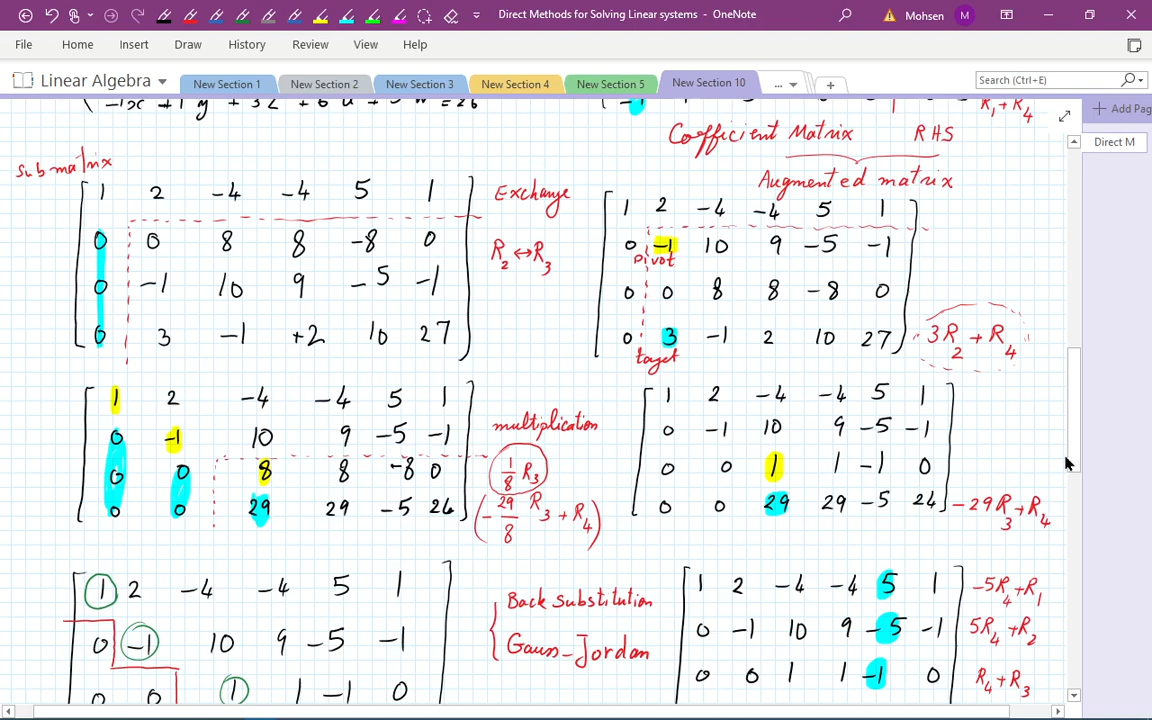 Direct Methods for Solving Linear systems - OneNote
Mohsen M
File Home Insert Draw History Review View Help
Linear Algebra New Section 1 New Section 2 New Section 3 New Section 4 New Section 5 New Section 10 ... + Search (Ctrl+E)
Add Pag
Direct M
R1 + R4
Coefficient Matrix RHS
Augmented matrix
Submatrix
1 2 -4 -4 5 1
0 0 8 8 -8 0
0 -1 10 9 -5 -1
0 3 -1 +2 10 27
Exchange
R2 ↔ R3
1 2 -4 -4 5 1
0 -1 10 9 -5 -1
pivot
0 0 8 8 -8 0
0 3 -1 2 10 27
target
3R2 + R4
1 2 -4 -4 5 1
0 -1 10 9 -5 -1
0 0 8 8 -8 0
0 0 29 29 -5 24
multiplication
1/8 R3
(-29/8 R3 + R4)
1 2 -4 -4 5 1
0 -1 10 9 -5 -1
0 0 1 1 -1 0
0 0 29 29 -5 24
-29R3 + R4
1 2 -4 -4 5 1
0 -1 10 9 -5 -1
0 0 1 1 -1 0
Back substitution
Gauss-Jordan
1 2 -4 -4 5 1 -5R4 + R1
0 -1 10 9 -5 -1 5R4 + R2
0 0 1 1 -1 0 R4 + R3